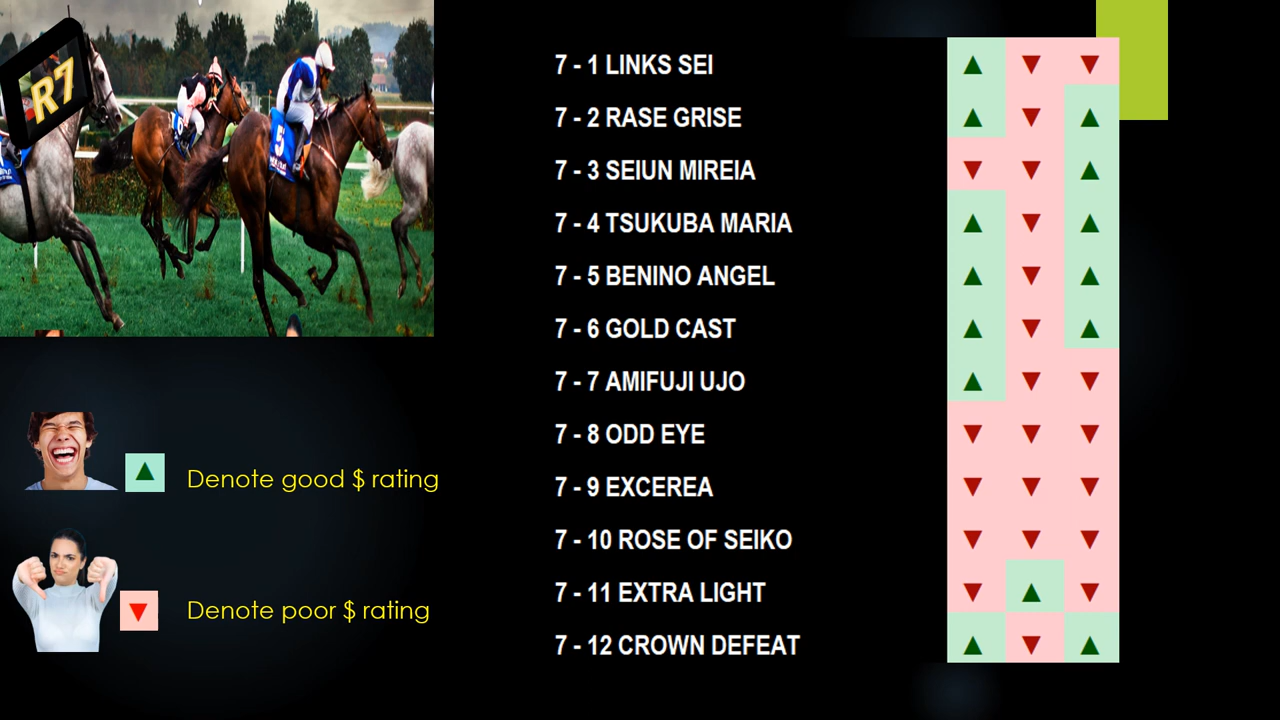 R7
5
6
7 - 1 LINKS SEI ▲ ▼ ▼
7 - 2 RASE GRISE ▲ ▼ ▲
7 - 3 SEIUN MIREIA ▼ ▼ ▲
7 - 4 TSUKUBA MARIA ▲ ▼ ▲
7 - 5 BENINO ANGEL ▲ ▼ ▲
7 - 6 GOLD CAST ▲ ▼ ▲
7 - 7 AMIFUJI UJO ▲ ▼ ▼
7 - 8 ODD EYE ▼ ▼ ▼
7 - 9 EXCEREA ▼ ▼ ▼
7 - 10 ROSE OF SEIKO ▼ ▼ ▼
7 - 11 EXTRA LIGHT ▼ ▲ ▼
7 - 12 CROWN DEFEAT ▲ ▼ ▲
▲ Denote good $ rating
▼ Denote poor $ rating